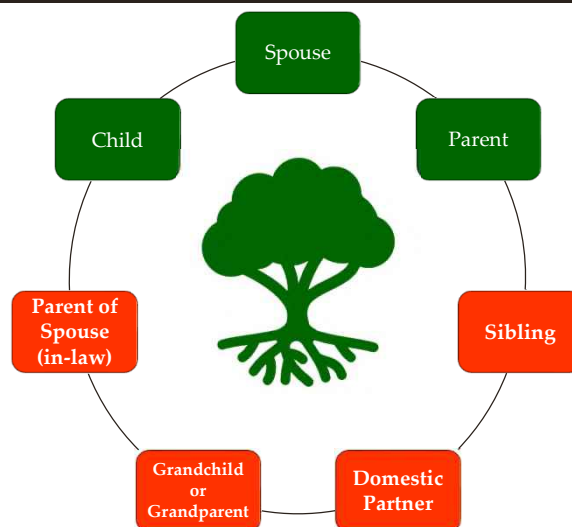 Spouse
Parent
Sibling
Domestic
Partner
Grandchild
or
Grandparent
Parent of
Spouse
(in-law)
Child